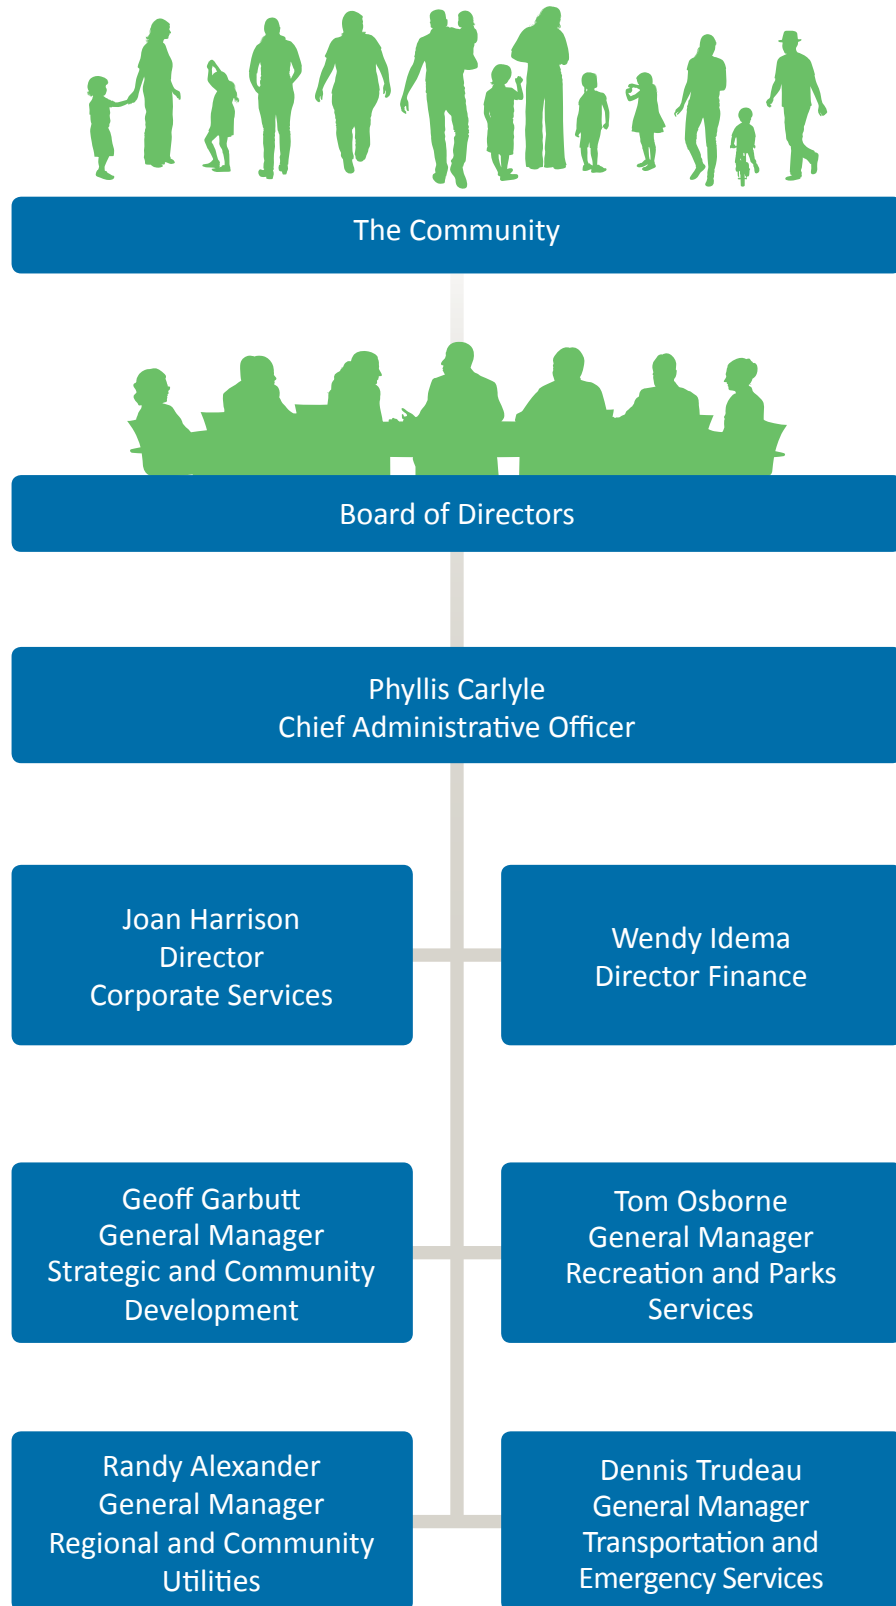 The Community
Board of Directors
Phyllis Carlyle
Chief Administrative Officer
Joan Harrison
Director
Corporate Services
Wendy Idema
Director Finance
Geoff Garbutt
General Manager
Strategic and Community
Development
Tom Osborne
General Manager
Recreation and Parks
Services
Randy Alexander
General Manager
Regional and Community
Utilities
Dennis Trudeau
General Manager
Transportation and
Emergency Services